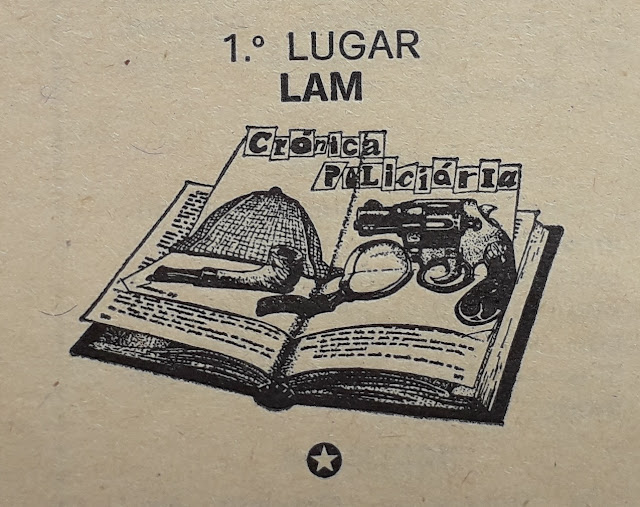 1.º LUGAR
LAM
Crónica
PoLiciáriA